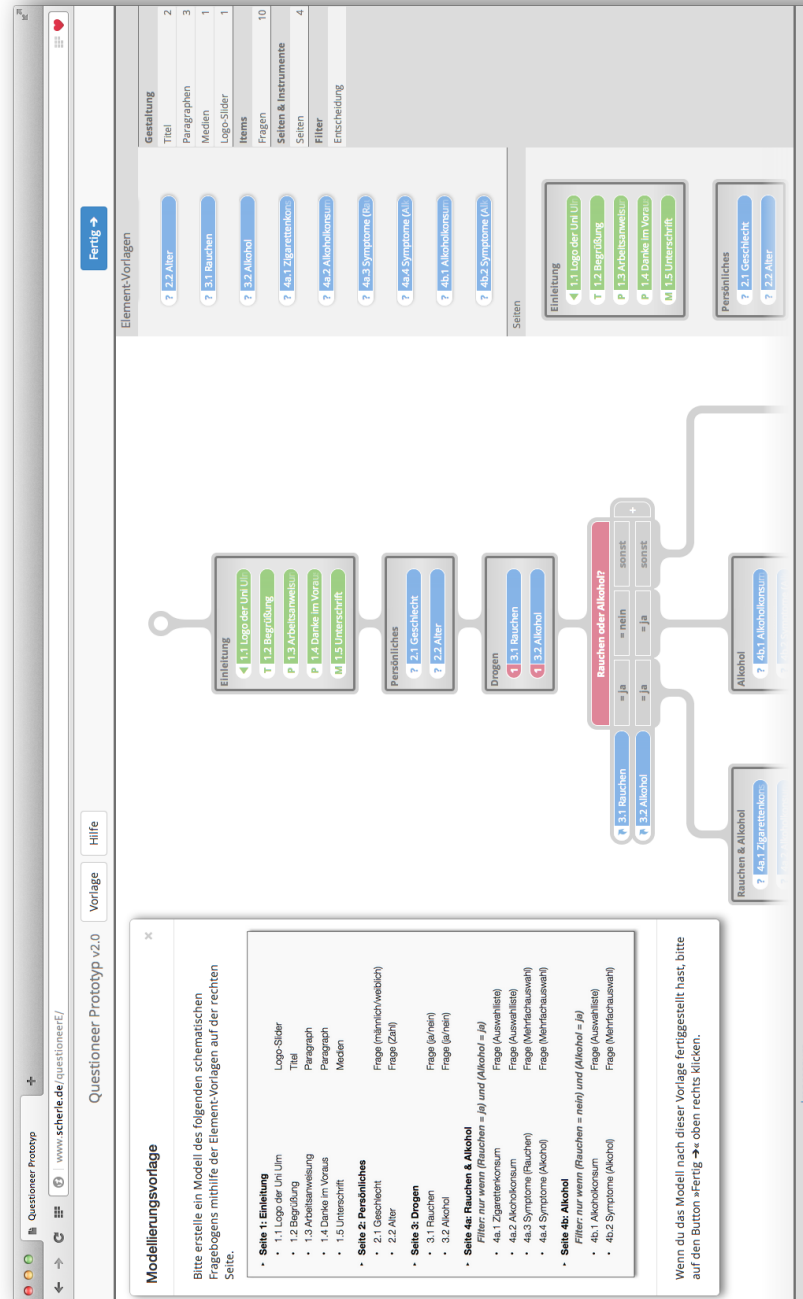 Questioneer Prototyp
www.scherle.de/questioneerE/
Questioneer Prototyp v2.0
Vorlage
Hilfe
Fertig →
Modellierungsvorlage
×
Bitte erstelle ein Modell des folgenden schematischen
Fragebogens mithilfe der Element-Vorlagen auf der rechten
Seite.
• Seite 1: Einleitung
• 1.1 Logo der Uni Ulm Logo-Slider
• 1.2 Begrüßung Titel
• 1.3 Arbeitsanweisung Paragraph
• 1.4 Danke im Voraus Paragraph
• 1.5 Unterschrift Medien
• Seite 2: Persönliches
• 2.1 Geschlecht Frage (männlich/weiblich)
• 2.2 Alter Frage (Zahl)
• Seite 3: Drogen
• 3.1 Rauchen Frage (ja/nein)
• 3.2 Alkohol Frage (ja/nein)
• Seite 4a: Rauchen & Alkohol
Filter: nur wenn (Rauchen = ja) und (Alkohol = ja)
• 4a.1 Zigarettenkonsum Frage (Auswahlliste)
• 4a.2 Alkoholkonsum Frage (Auswahlliste)
• 4a.3 Symptome (Rauchen) Frage (Mehrfachauswahl)
• 4a.4 Symptome (Alkohol) Frage (Mehrfachauswahl)
• Seite 4b: Alkohol
Filter: nur wenn (Rauchen = nein) und (Alkohol = ja)
• 4b.1 Alkoholkonsum Frage (Auswahlliste)
• 4b.2 Symptome (Alkohol) Frage (Mehrfachauswahl)
Wenn du das Modell nach dieser Vorlage fertiggestellt hast, bitte
auf den Button »Fertig →« oben rechts klicken.
Einleitung
1.1 Logo der Uni Ul
T 1.2 Begrüßung
P 1.3 Arbeitsanweisu
P 1.4 Danke im Vorau
M 1.5 Unterschrift
Persönliches
? 2.1 Geschlecht
? 2.2 Alter
Drogen
1 3.1 Rauchen
1 3.2 Alkohol
Rauchen oder Alkohol?
3.1 Rauchen = ja = nein sonst
3.2 Alkohol = ja = ja sonst
+
Rauchen & Alkohol
? 4a.1 Zigarettenkon
Alkohol
? 4b.1 Alkoholkonsum
Element-Vorlagen
? 2.2 Alter
? 3.1 Rauchen
? 3.2 Alkohol
? 4a.1 Zigarettenkons
? 4a.2 Alkoholkonsum
? 4a.3 Symptome (Ra
? 4a.4 Symptome (Alk
? 4b.1 Alkoholkonsum
? 4b.2 Symptome (Alk
Gestaltung
Titel 2
Paragraphen 3
Medien 1
Logo-Slider 1
Items
Fragen 10
Seiten & Instrumente
Seiten 4
Filter
Entscheidung
Seiten
Einleitung
1.1 Logo der Uni Ul
T 1.2 Begrüßung
P 1.3 Arbeitsanweisu
P 1.4 Danke im Vorau
M 1.5 Unterschrift
Persönliches
? 2.1 Geschlecht
? 2.2 Alter